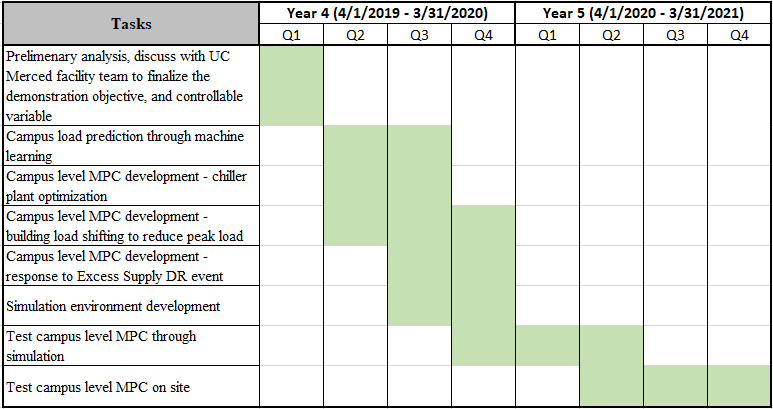 Tasks
Year 4 (4/1/2019 - 3/31/2020)
Year 5 (4/1/2020 - 3/31/2021)
Q1
Q2
Q3
Q4
Q1
Q2
Q3
Q4
Prelimenary analysis, discuss with UC
Merced facility team to finalize the
demonstration objective, and controllable
variable
Campus load prediction through machine
learning
Campus level MPC development - chiller
plant optimization
Campus level MPC development -
building load shifting to reduce peak load
Campus level MPC development -
response to Excess Supply DR event
Simulation environment development
Test campus level MPC through
simulation
Test campus level MPC on site